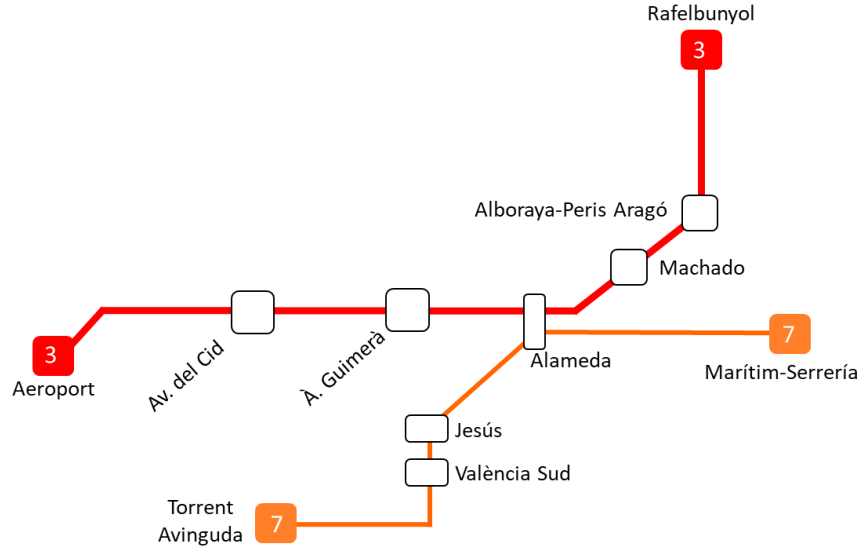 Rafelbunyol
3
Alboraya-Peris Aragó
Machado
3
Aeroport
Av. del Cid
À. Guimerà
Alameda
7
Marítim-Serrería
Jesús
València Sud
Torrent
Avinguda
7